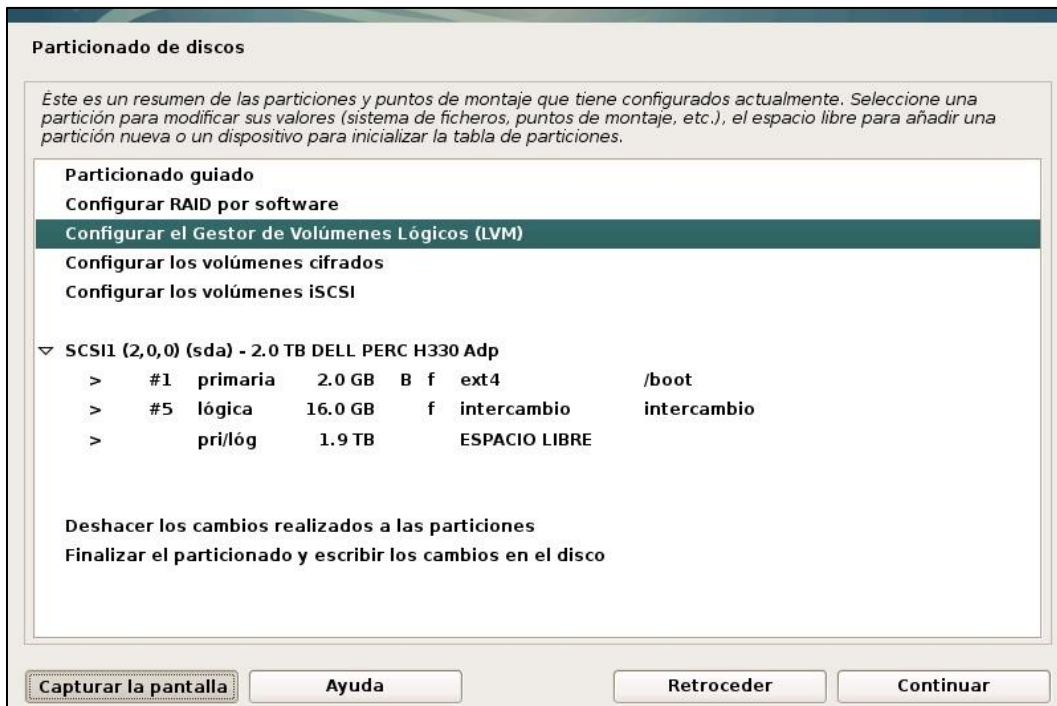 Particionado de discos
Éste es un resumen de las particiones y puntos de montaje que tiene configurados actualmente. Seleccione una
partición para modificar sus valores (sistema de ficheros, puntos de montaje, etc.), el espacio libre para añadir una
partición nueva o un dispositivo para inicializar la tabla de particiones.
Particionado guiado
Configurar RAID por software
Configurar el Gestor de Volúmenes Lógicos (LVM)
Configurar los volúmenes cifrados
Configurar los volúmenes iSCSI
SCSI1 (2,0,0) (sda) - 2.0 TB DELL PERC H330 Adp
> #1 primaria 2.0 GB B f ext4 /boot
> #5 lógica 16.0 GB f intercambio intercambio
> pri/lóg 1.9 TB ESPACIO LIBRE
Deshacer los cambios realizados a las particiones
Finalizar el particionado y escribir los cambios en el disco
Capturar la pantalla Ayuda Retroceder Continuar